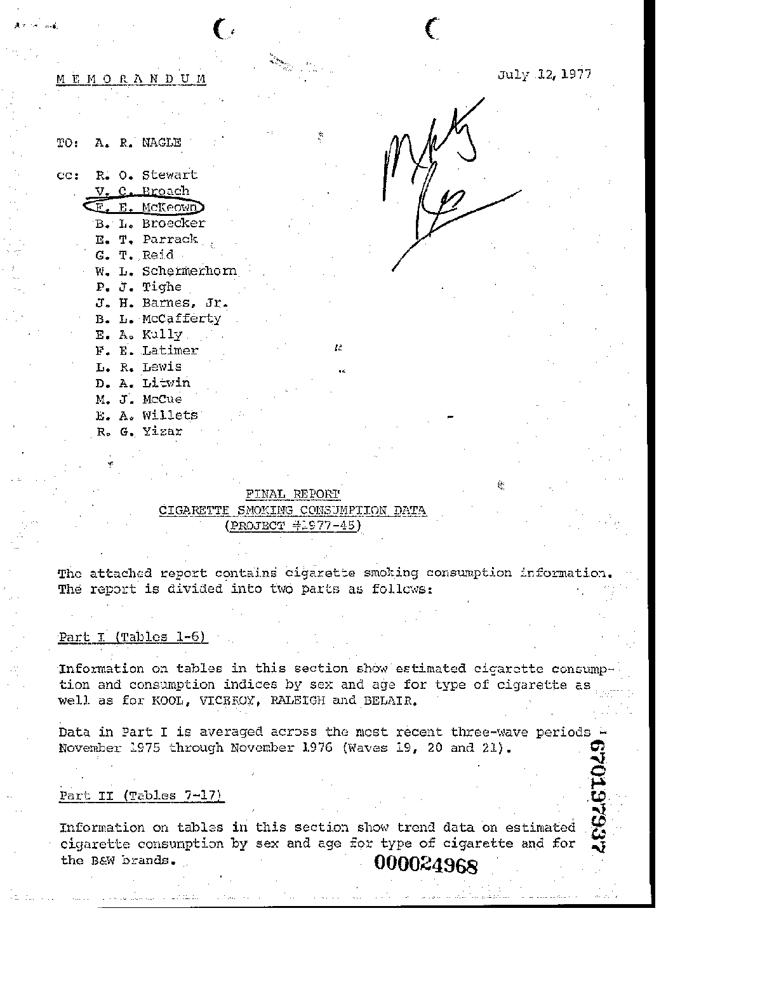 M E M O R A N D U M
July 12, 1977
TO: A. R. NAGLE
cc: R. O. Stewart
V. C. Broach
F. E. McKeown
B. L. Broecker
E. T. Parrack
G. T. Reid
W. L. Schermerhorn
P. J. Tighe
J. H. Barnes, Jr.
B. L. McCafferty
E. A. Kully
F. E. Latimer
L. R. Lewis
D. A. Litwin
M. J. McCue
E. A. Willets
R. G. Yizar
FINAL REPORT
CIGARETTE SMOKING CONSUMPTION DATA
(PROJECT #1977-45)
The attached report contains cigarette smoking consumption information.
The report is divided into two parts as follows:
Part I (Tables 1-6)
Information on tables in this section show estimated cigarette consump-
tion and consumption indices by sex and age for type of cigarette as
well as for KOOL, VICEROY, RALEIGH and BELAIR.
Data in Part I is averaged across the most recent three-wave periods -
November 1975 through November 1976 (Waves 19, 20 and 21).
Part II (Tables 7-17)
Information on tables in this section show trend data on estimated
cigarette consumption by sex and age for type of cigarette and for
the B&W brands.
000024968
670197937